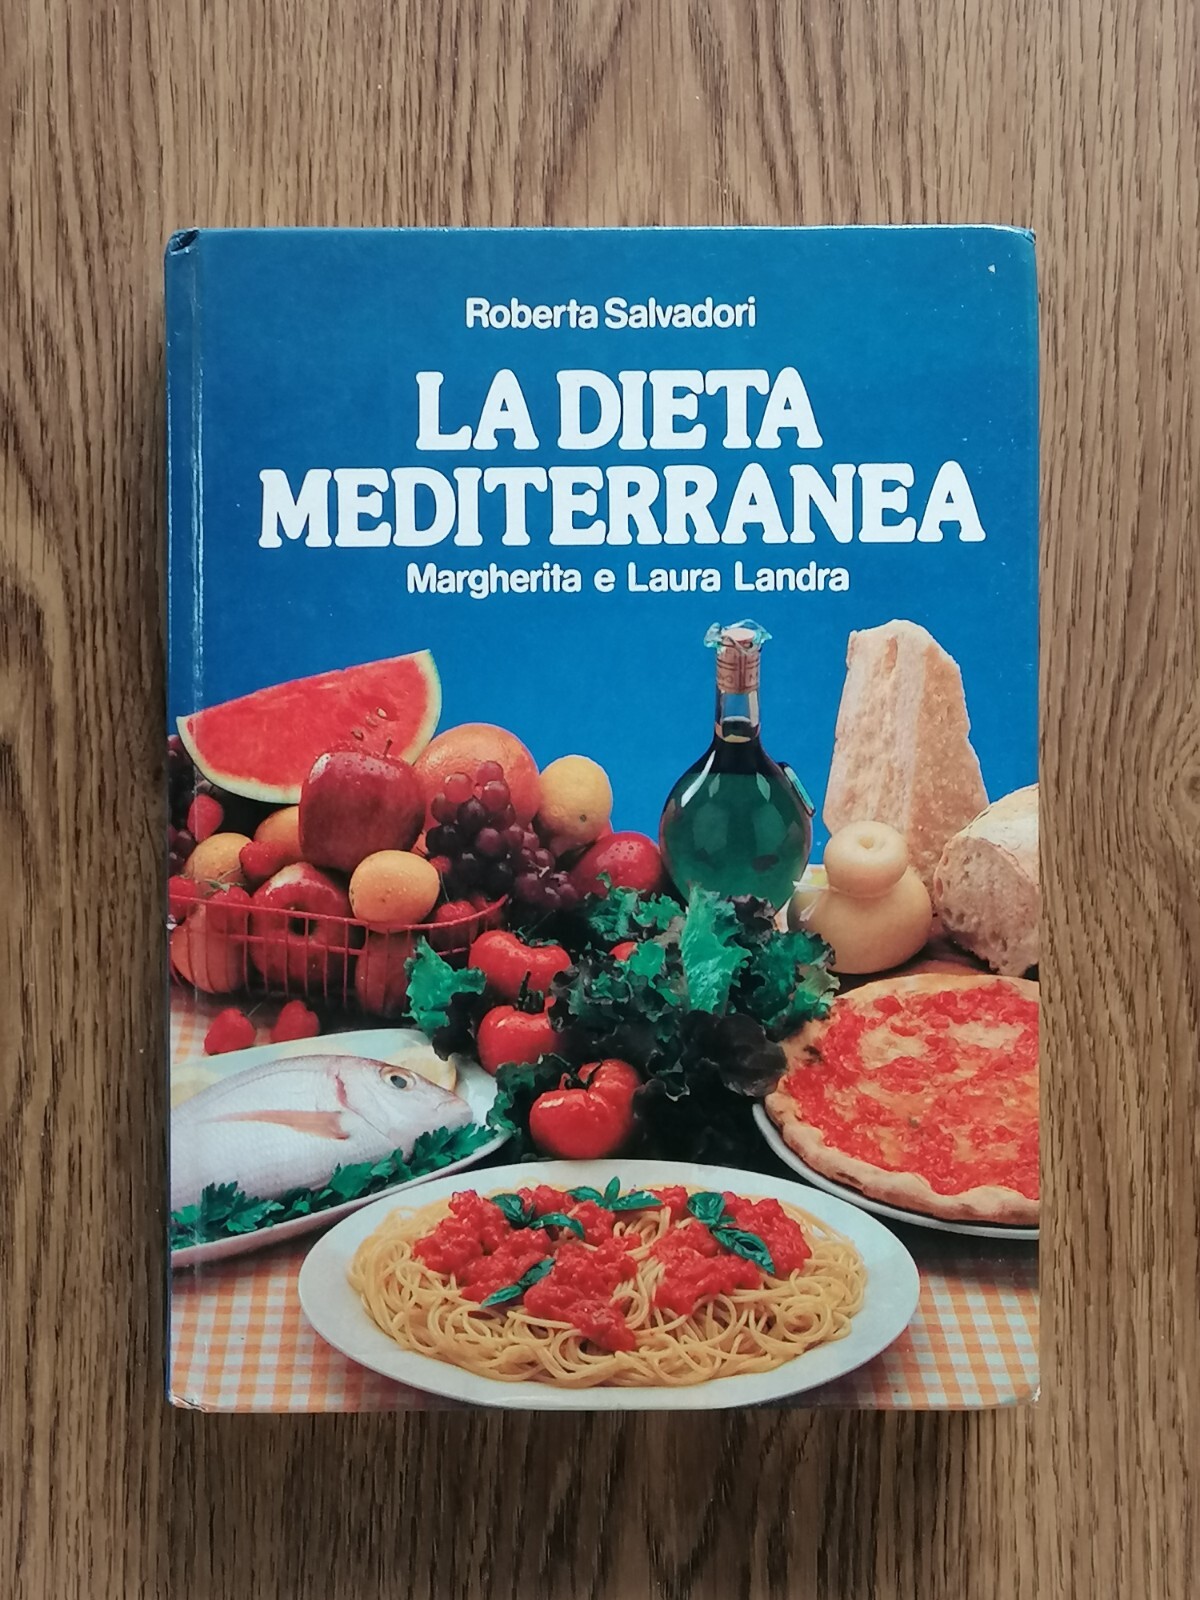 Roberta Salvadori
LA DIETA
MEDITERRANEA
Margherita e Laura Landra